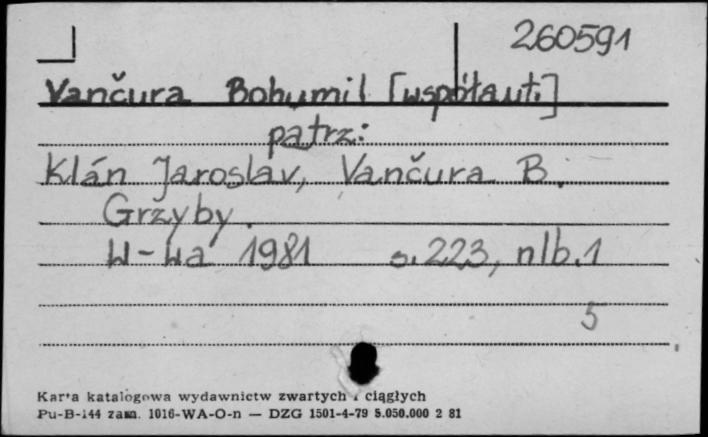 260591
Vančura Bohumil [współaut.]
patrz:
Klán Jaroslav, Vančura B.
Grzyby.
W-wa 1981 s. 223, nlb. 1
5
Karta katalogowa wydawnictw zwartych i ciągłych
Pu-B-144 zam. 1016-WA-O-n — DZG 1501-4-79 5.050.000 2 81